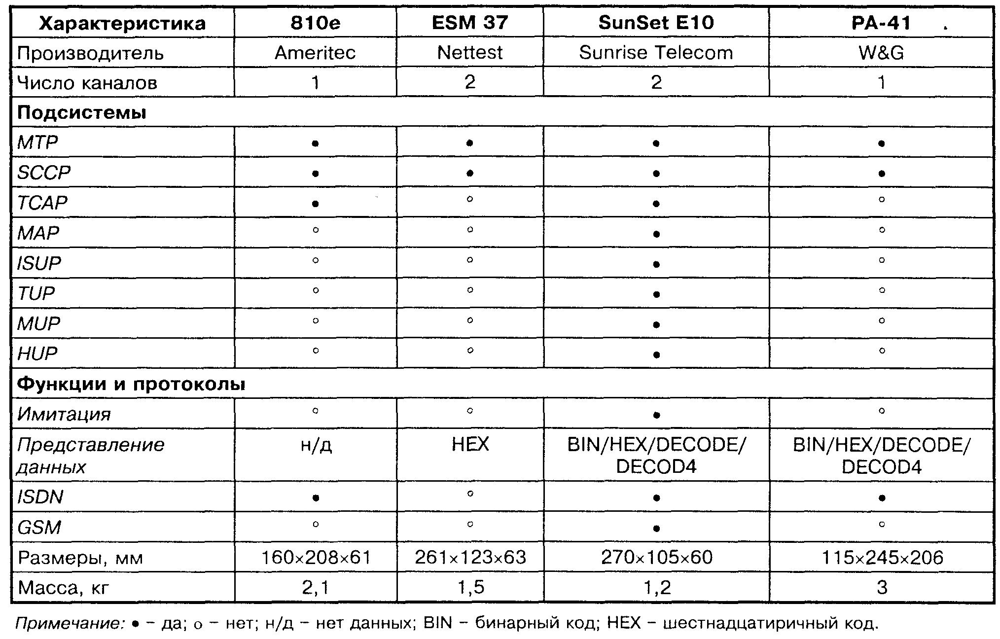 Характеристика 810e ESM 37 SunSet E10 PA-41
Производитель Ameritec Nettest Sunrise Telecom W&G
Число каналов 1 2 2 1
Подсистемы
MTP • • • •
SCCP • • • •
TCAP • ○ • ○
MAP ○ ○ • ○
ISUP ○ ○ • ○
TUP ○ ○ • ○
MUP ○ ○ • ○
HUP ○ ○ • ○
Функции и протоколы
Имитация ○ ○ • ○
Представление н/д HEX BIN/HEX/DECODE/ BIN/HEX/DECODE/
данных DECOD4 DECOD4
ISDN • ○ • •
GSM ○ ○ • ○
Размеры, мм 160×208×61 261×123×63 270×105×60 115×245×206
Масса, кг 2,1 1,5 1,2 3
Примечание: • – да; ○ – нет; н/д – нет данных; BIN – бинарный код; HEX – шестнадцатиричный код.